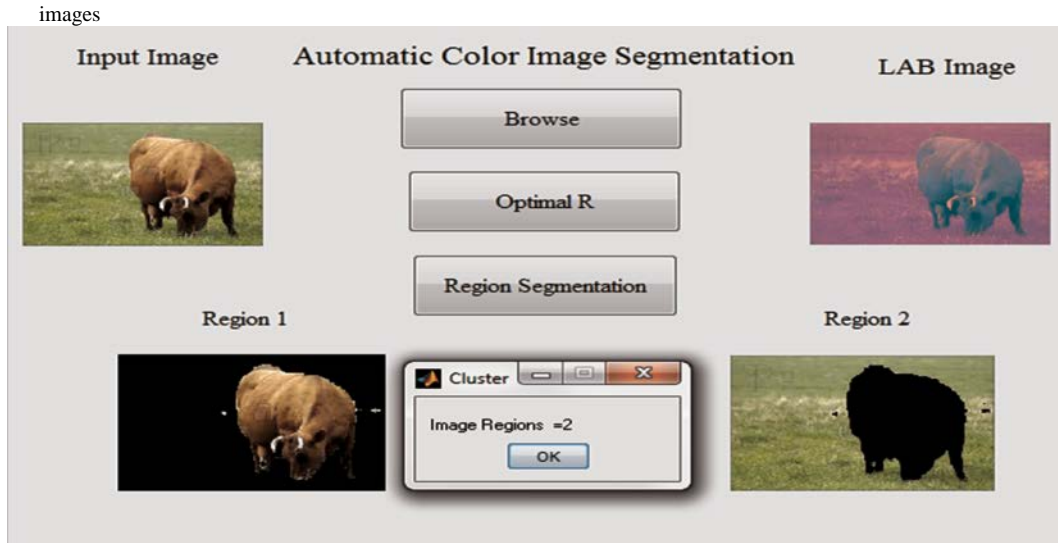 images
Input Image
Automatic Color Image Segmentation
LAB Image
Browse
Optimal R
Region Segmentation
Region 1
Region 2
Cluster
Image Regions =2
OK